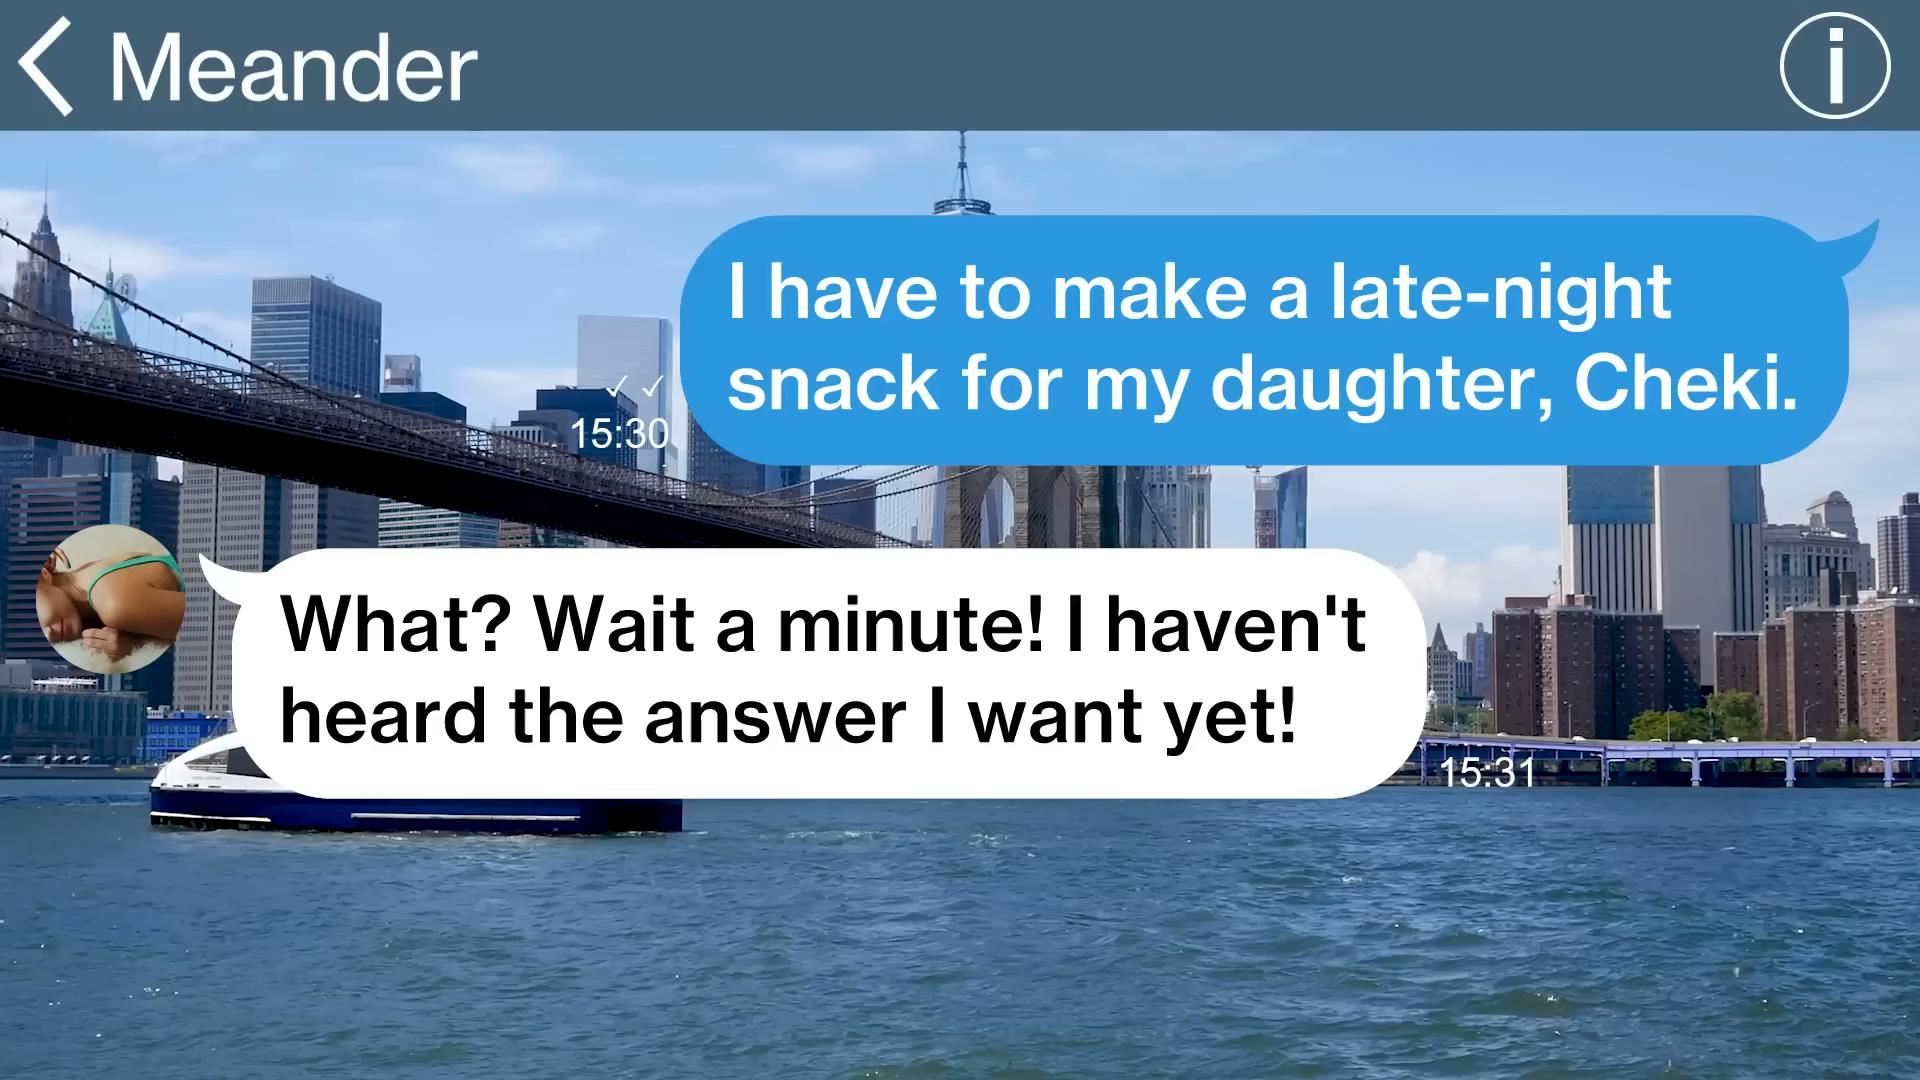 Meander
I have to make a late-night
snack for my daughter, Cheki.
15:30
What? Wait a minute! I haven't
heard the answer I want yet!
15:31